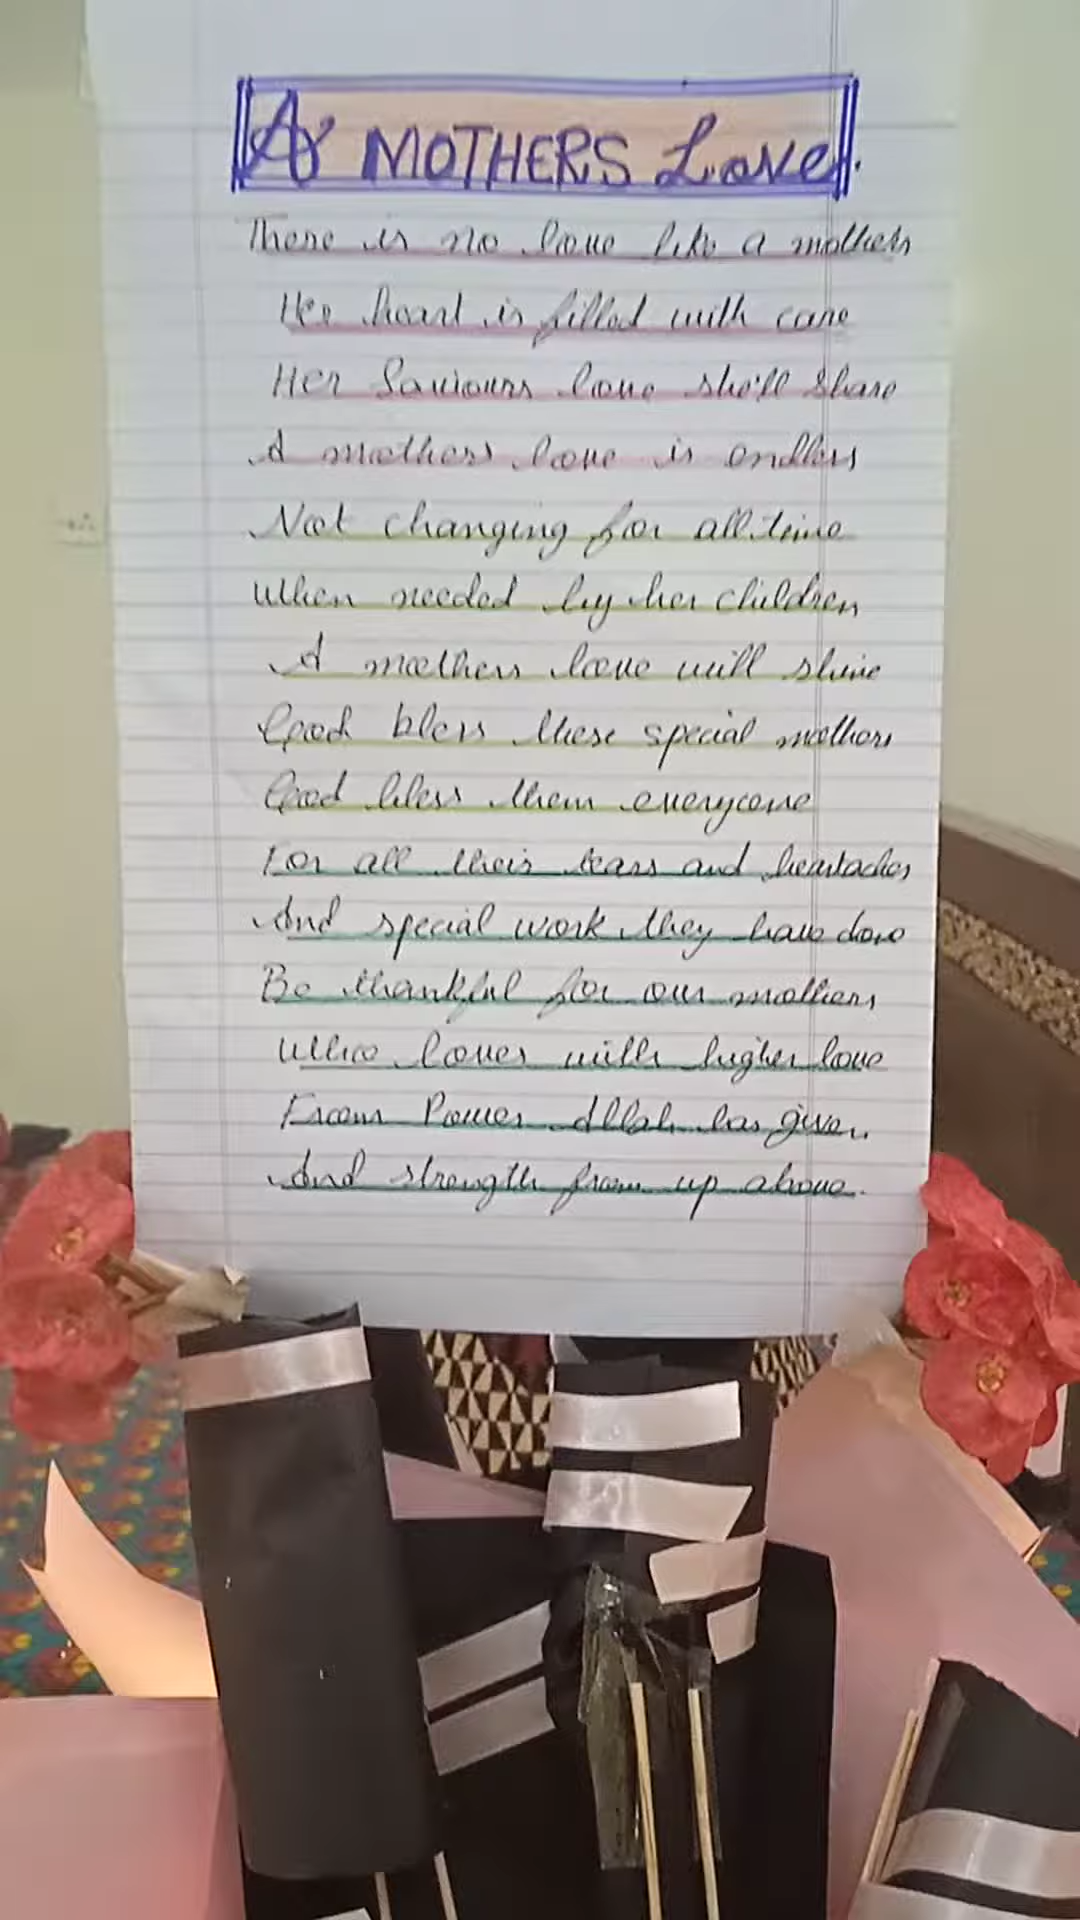 A MOTHERS Love.
There is no love like a mothers
Her heart is filled with care
Her Saviours love she'll share
A mothers love is endless
Not changing for all time
When needed by her children
A mothers love will shine
God bless these special mothers
God bless them everyone
For all their tears and heartaches
And special work they have done
Be thankful for our mothers
Who loves with higher love
From Power Allah has given.
And strength from up above.